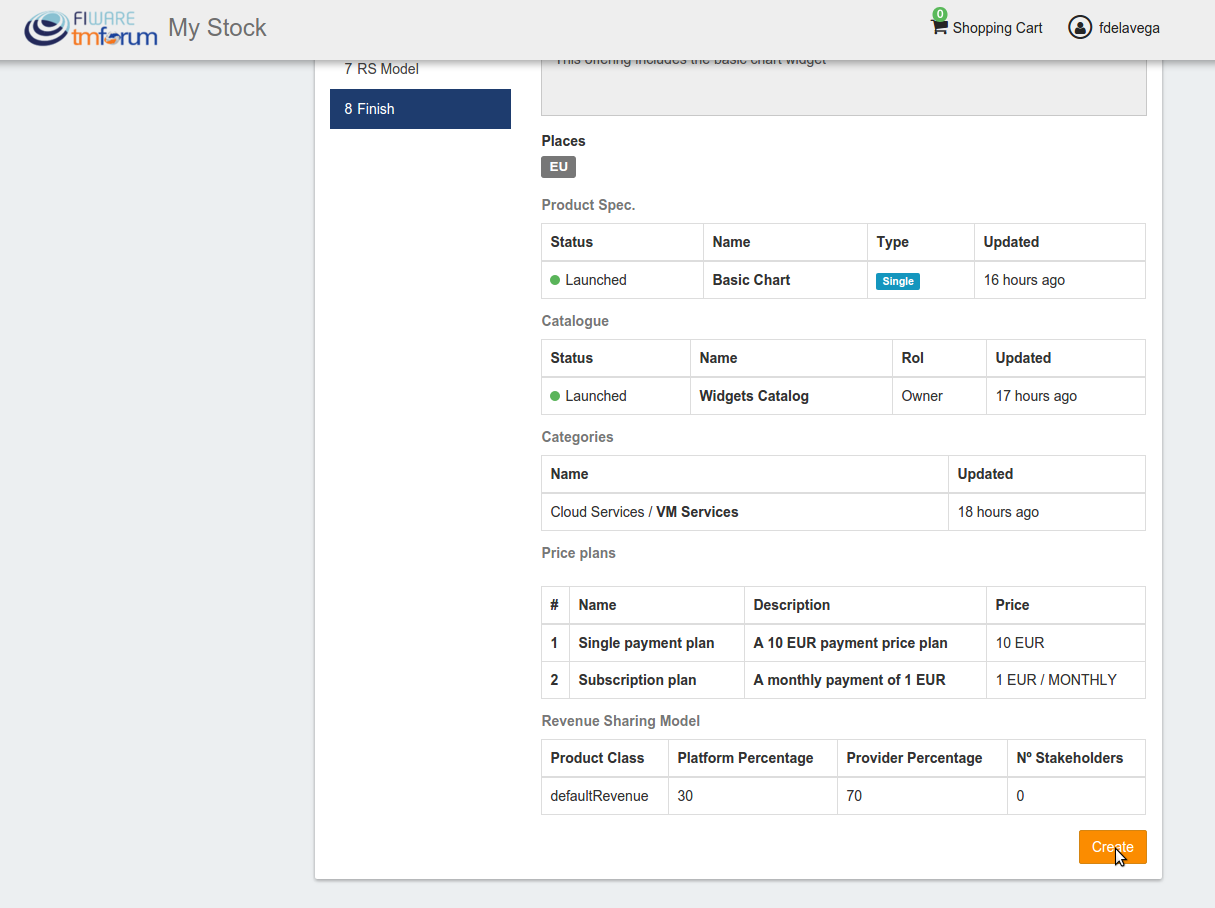 FIWARE
tmforum
My Stock
0
Shopping Cart
fdelavega
7 RS Model
8 Finish
This offering includes the basic chart widget
Places
EU
Product Spec.
Status Name Type Updated
Launched Basic Chart Single 16 hours ago
Catalogue
Status Name Rol Updated
Launched Widgets Catalog Owner 17 hours ago
Categories
Name Updated
Cloud Services / VM Services 18 hours ago
Price plans
# Name Description Price
1 Single payment plan A 10 EUR payment price plan 10 EUR
2 Subscription plan A monthly payment of 1 EUR 1 EUR / MONTHLY
Revenue Sharing Model
Product Class Platform Percentage Provider Percentage Nº Stakeholders
defaultRevenue 30 70 0
Create